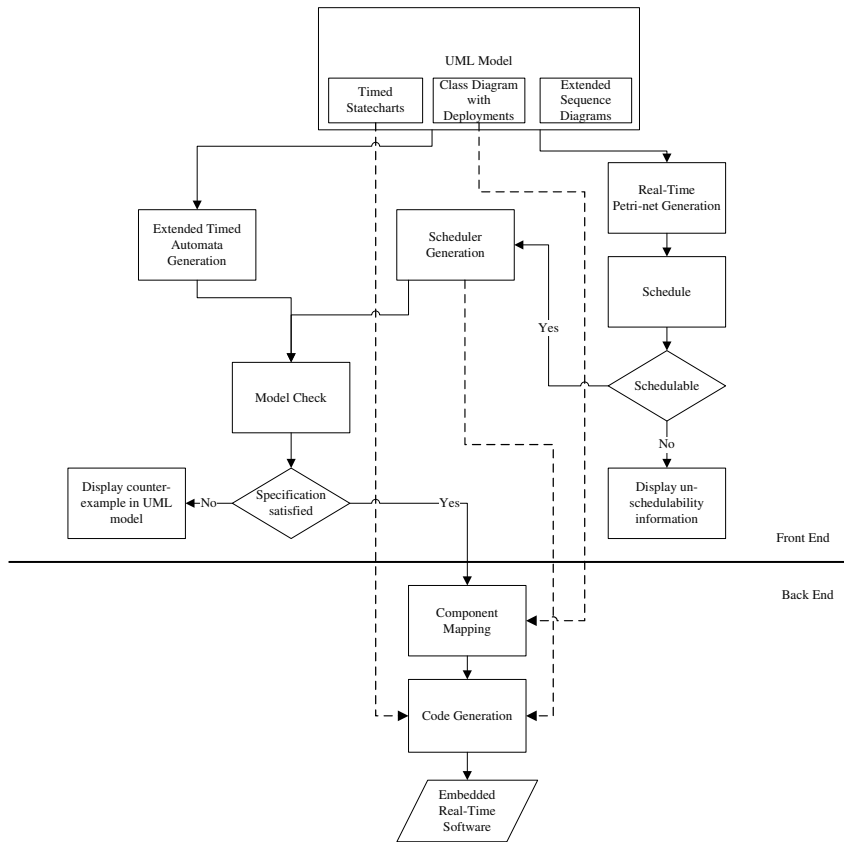 UML Model
Timed
Statecharts
Class Diagram
with
Deployments
Extended
Sequence
Diagrams
Extended Timed
Automata
Generation
Scheduler
Generation
Real-Time
Petri-net Generation
Schedule
Yes
Schedulable
Model Check
No
Display counter-
example in UML
model
No
Specification
satisfied
Yes
Display un-
schedulability
information
Front End
Back End
Component
Mapping
Code Generation
Embedded
Real-Time
Software